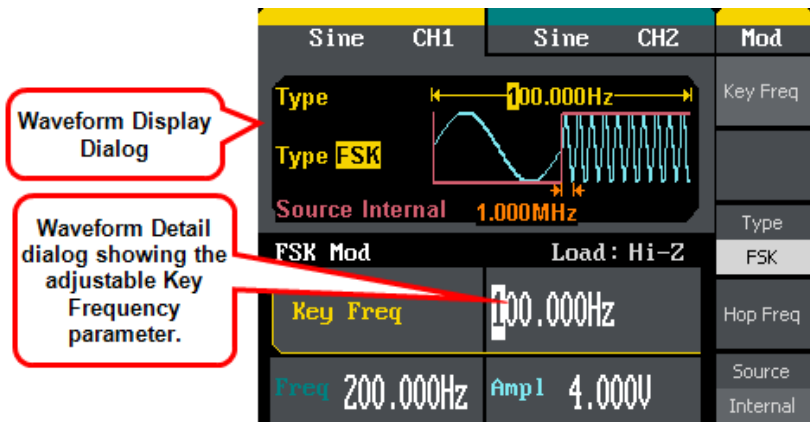 Sine CH1 Sine CH2 Mod
Waveform Display
Dialog
Type 100.000Hz
Type FSK
Source Internal 1.000MHz
Key Freq
Type
FSK
Hop Freq
Source
Internal
Waveform Detail
dialog showing the
adjustable Key
Frequency
parameter.
FSK Mod Load: Hi-Z
Key Freq 100.000Hz
Freq 200.000Hz Ampl 4.000V